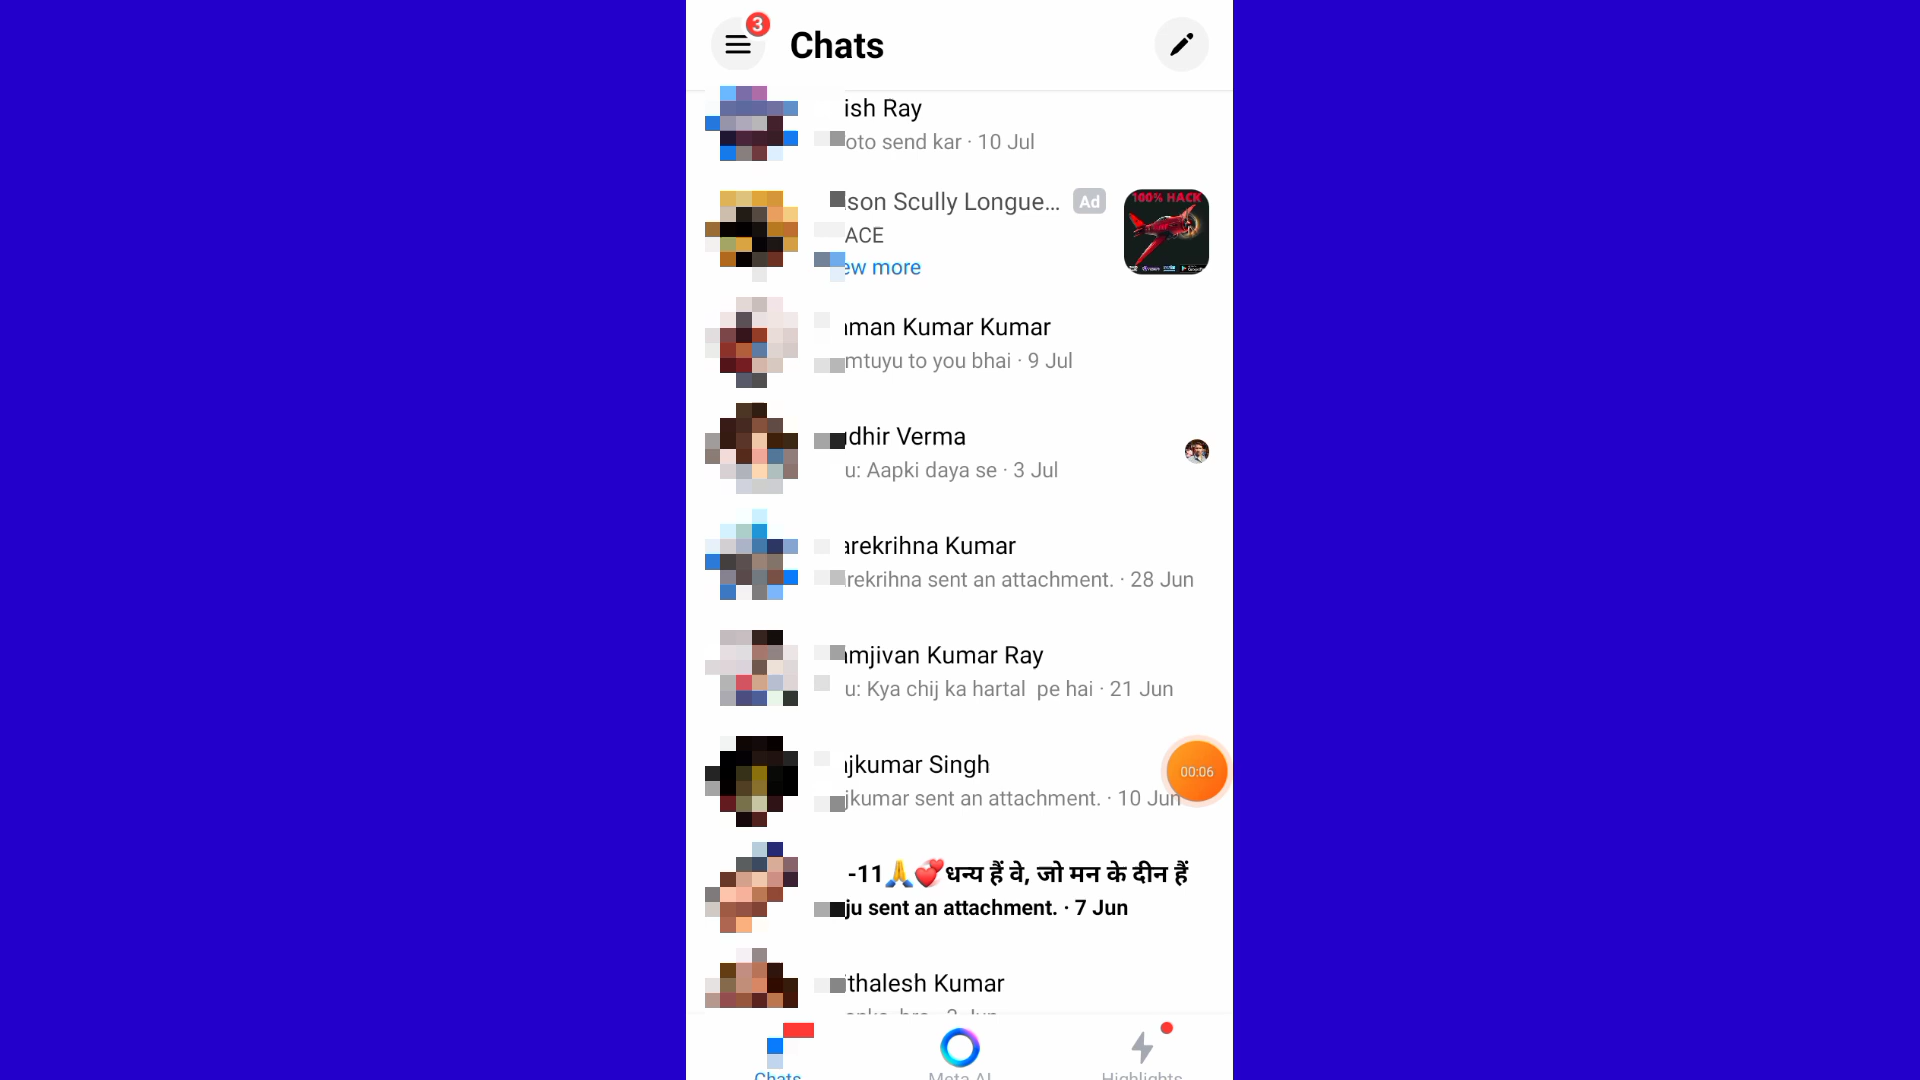 3
Chats
ish Ray
oto send kar · 10 Jul
son Scully Longue... Ad
ACE
ew more
100% HACK
man Kumar Kumar
mtuyu to you bhai · 9 Jul
dhir Verma
u: Aapki daya se · 3 Jul
arekrihna Kumar
rekrihna sent an attachment. · 28 Jun
mjivan Kumar Ray
u: Kya chij ka hartal pe hai · 21 Jun
jkumar Singh
jkumar sent an attachment. · 10 Jun
00:06
-11🙏💞धन्य हैं वे, जो मन के दीन हैं
ju sent an attachment. · 7 Jun
ithalesh Kumar
Chats
Meta AI
Highlights